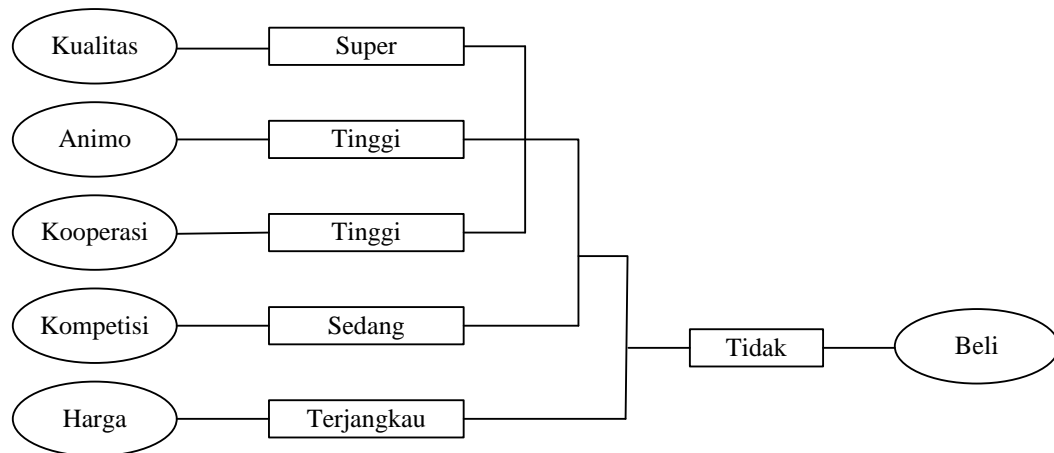 Kualitas
Super
Animo
Tinggi
Kooperasi
Tinggi
Kompetisi
Sedang
Tidak
Beli
Harga
Terjangkau